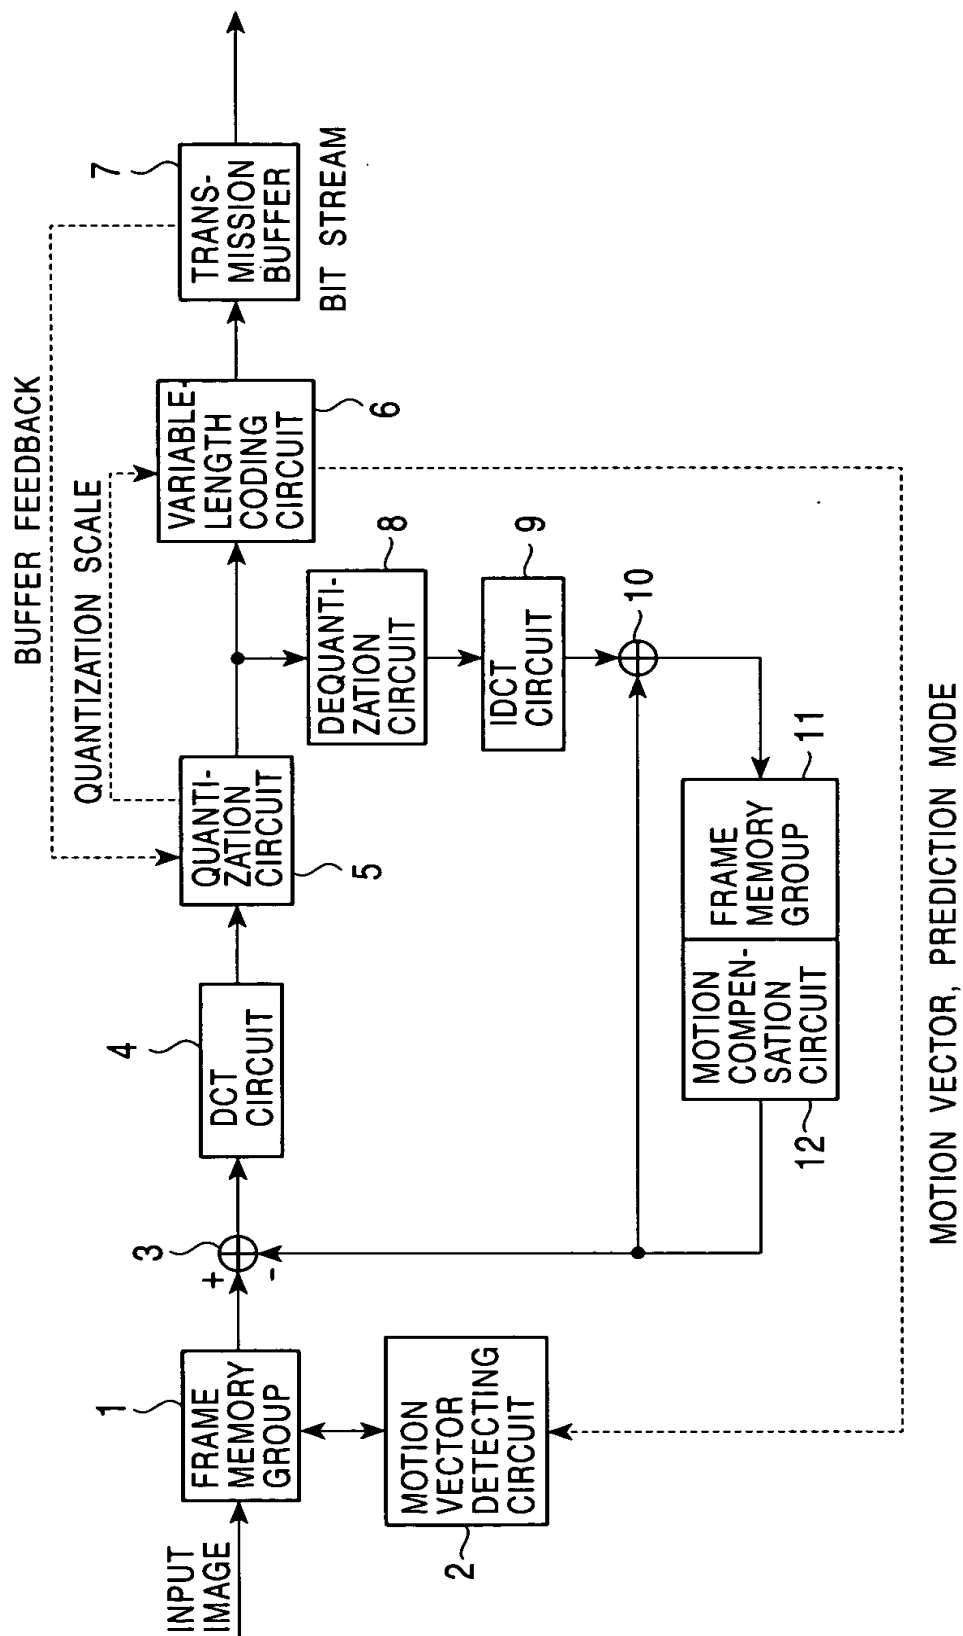 BUFFER FEEDBACK
QUANTIZATION SCALE
INPUT
IMAGE
1
FRAME
MEMORY
GROUP
+
-
3
4
DCT
CIRCUIT
QUANTI-
ZATION
CIRCUIT
5
VARIABLE-
LENGTH
CODING
CIRCUIT
6
7
TRANS-
MISSION
BUFFER
BIT STREAM
2
MOTION
VECTOR
DETECTING
CIRCUIT
DEQUANTI-
ZATION
CIRCUIT
8
IDCT
CIRCUIT
9
10
12
MOTION
COMPEN-
SATION
CIRCUIT
FRAME
MEMORY
GROUP
11
MOTION VECTOR, PREDICTION MODE